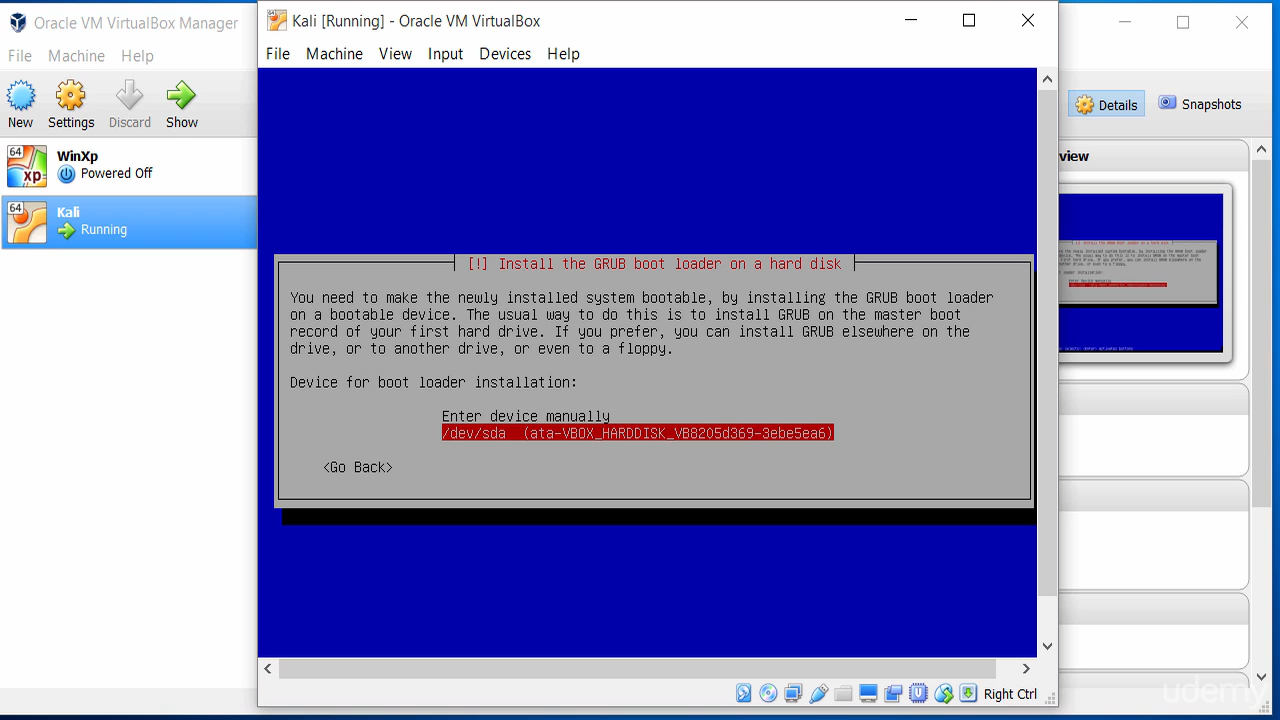 Oracle VM VirtualBox Manager
File Machine Help
New Settings Discard Show
64
WinXp
xp
Powered Off
64
Kali
Running
64
Kali [Running] - Oracle VM VirtualBox
File Machine View Input Devices Help
[!] Install the GRUB boot loader on a hard disk
You need to make the newly installed system bootable, by installing the GRUB boot loader
on a bootable device. The usual way to do this is to install GRUB on the master boot
record of your first hard drive. If you prefer, you can install GRUB elsewhere on the
drive, or to another drive, or even to a floppy.
Device for boot loader installation:
Enter device manually
/dev/sda (ata-VBOX_HARDDISK_VB8205d369-3ebe5ea6)
<Go Back>
Right Ctrl
Details Snapshots
view
udemy